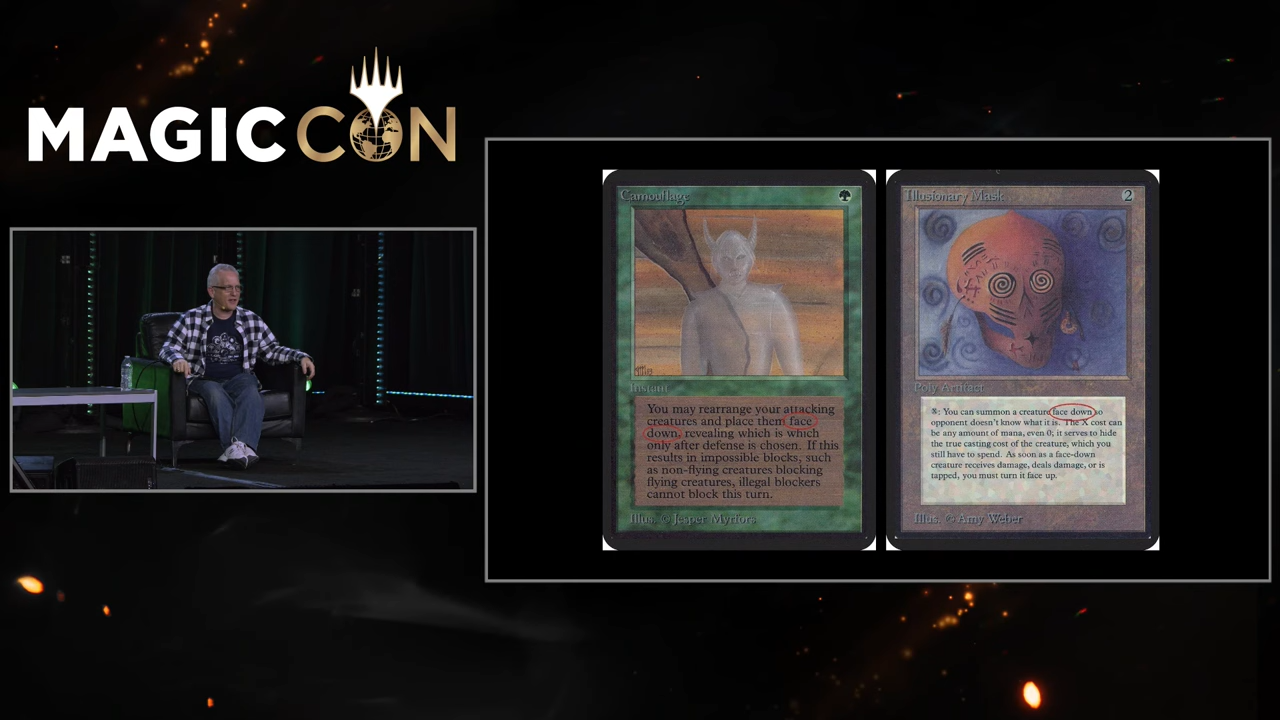 MAGICCON
Camouflage
Instant
You may rearrange your attacking
creatures and place them face
down, revealing which is which
only after defense is chosen. If this
results in impossible blocks, such
as non-flying creatures blocking
flying creatures, illegal blockers
cannot block this turn.
Illus. © Jesper Myrfors
Illusionary Mask 2
Poly Artifact
X: You can summon a creature face down so
opponent doesn't know what it is. The X cost can
be any amount of mana, even 0; it serves to hide
the true casting cost of the creature, which you
still have to spend. As soon as a face-down
creature receives damage, deals damage, or is
tapped, you must turn it face up.
Illus. © Amy Weber